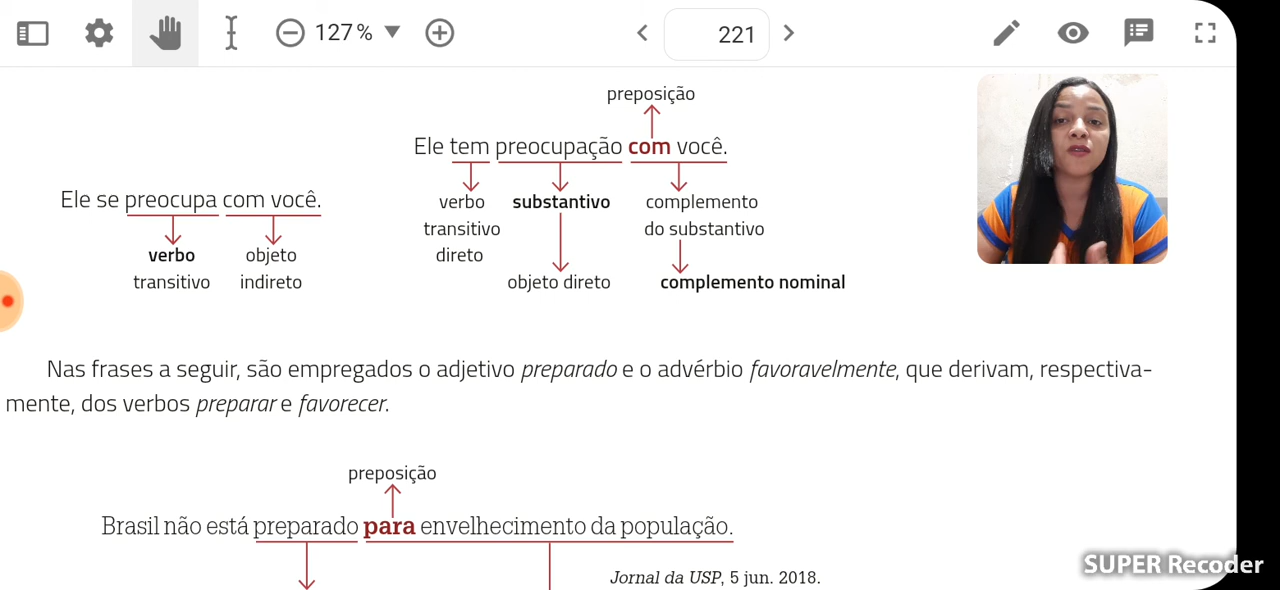 127%
221
preposição
Ele tem preocupação com você.
verbo substantivo complemento
transitivo do substantivo
direto
objeto direto complemento nominal
Ele se preocupa com você.
verbo objeto
transitivo indireto
Nas frases a seguir, são empregados o adjetivo preparado e o advérbio favoravelmente, que derivam, respectiva-
mente, dos verbos preparar e favorecer.
preposição
Brasil não está preparado para envelhecimento da população.
Jornal da USP, 5 jun. 2018.
SUPER Recoder